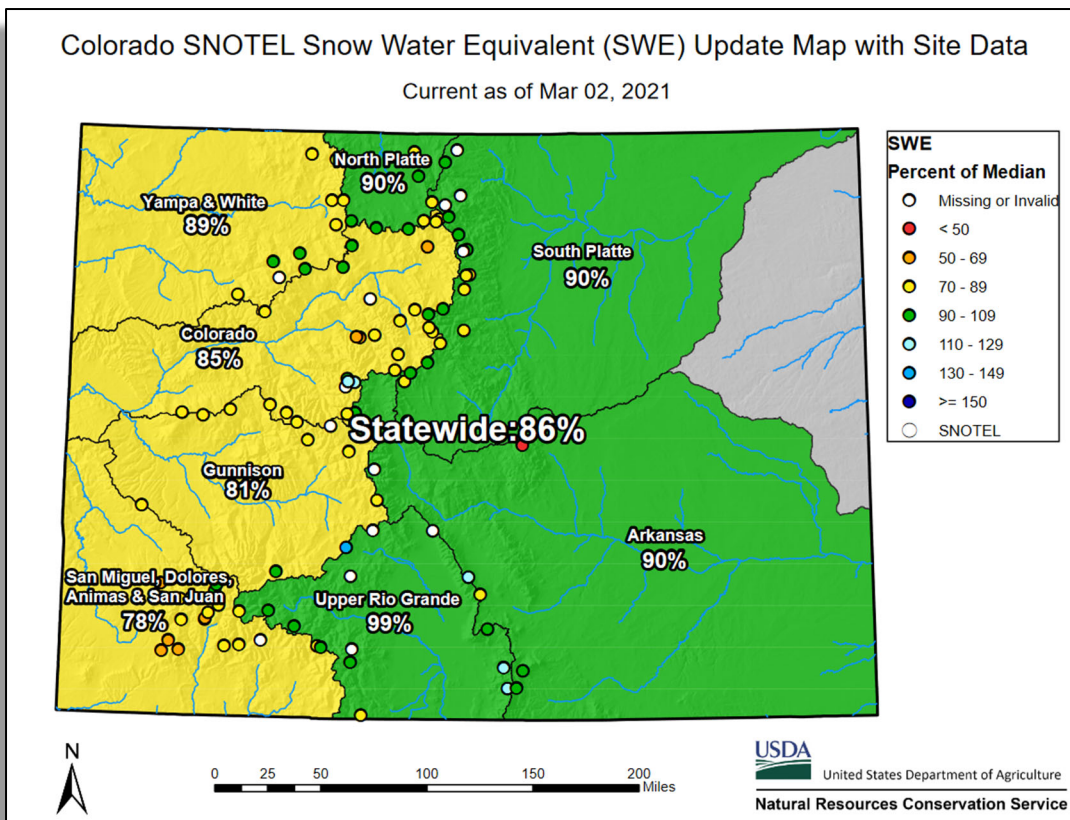 Colorado SNOTEL Snow Water Equivalent (SWE) Update Map with Site Data
Current as of Mar 02, 2021
North Platte
90%
Yampa & White
89%
South Platte
90%
Colorado
85%
Statewide:86%
Gunnison
81%
Arkansas
90%
San Miguel, Dolores,
Animas & San Juan
78%
Upper Rio Grande
99%
SWE
Percent of Median
Missing or Invalid
< 50
50 - 69
70 - 89
90 - 109
110 - 129
130 - 149
>= 150
SNOTEL
N
0 25 50 100 150 200
Miles
USDA
United States Department of Agriculture
Natural Resources Conservation Service